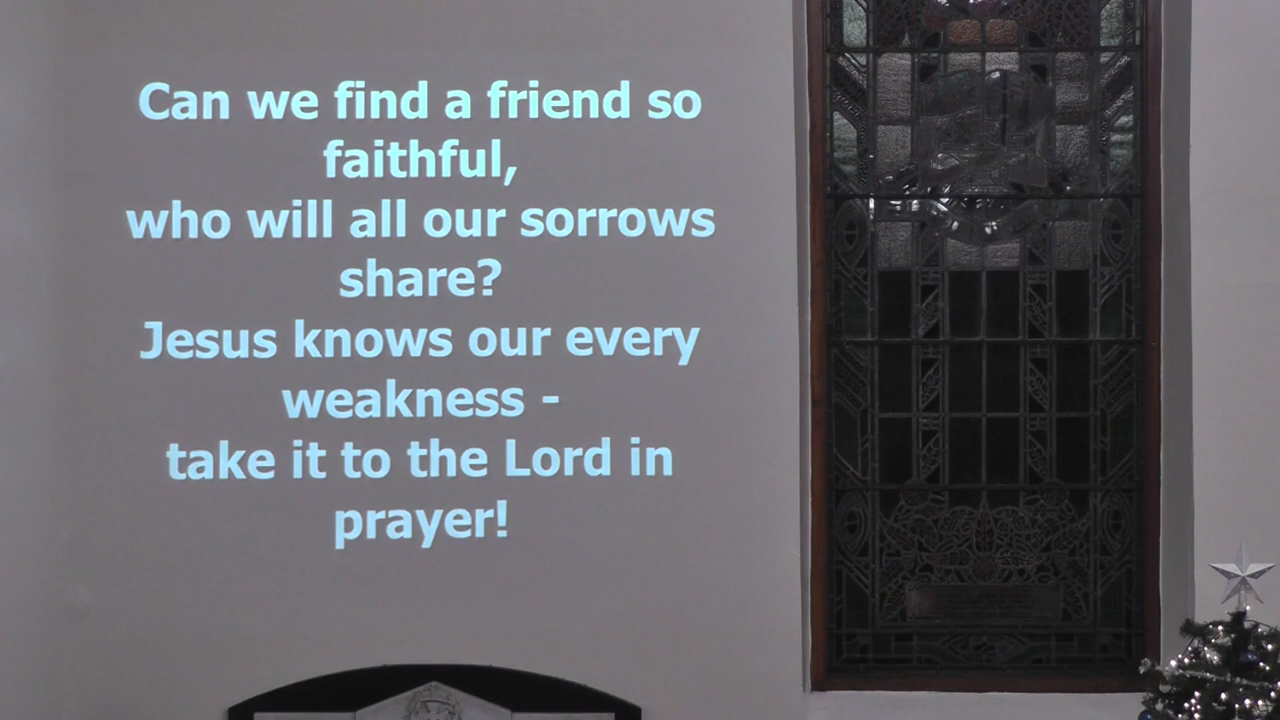 Can we find a friend so
faithful,
who will all our sorrows
share?
Jesus knows our every
weakness -
take it to the Lord in
prayer!